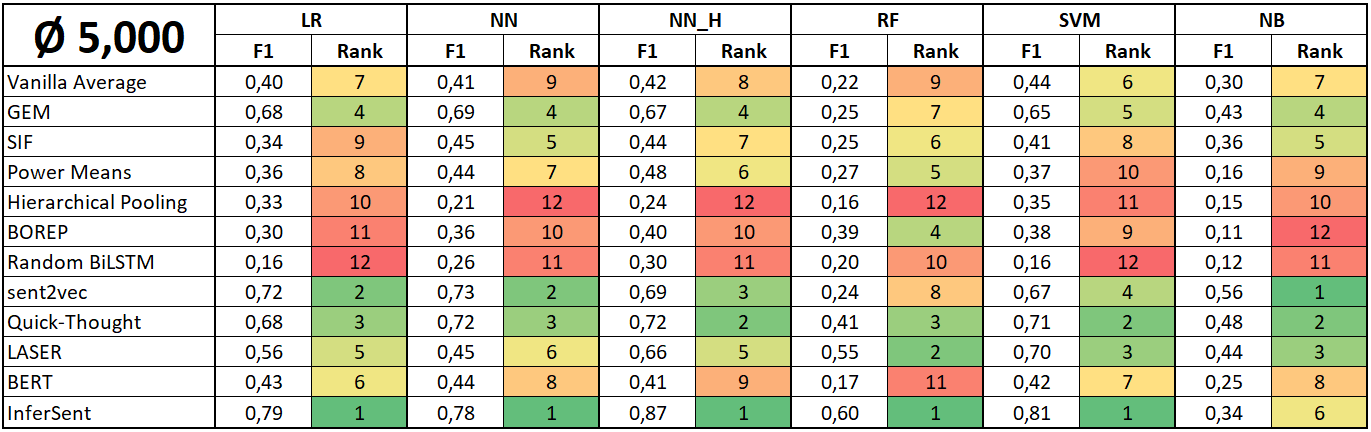 Ø 5,000 LR NN NN_H RF SVM NB
F1 Rank F1 Rank F1 Rank F1 Rank F1 Rank F1 Rank
Vanilla Average 0,40 7 0,41 9 0,42 8 0,22 9 0,44 6 0,30 7
GEM 0,68 4 0,69 4 0,67 4 0,25 7 0,65 5 0,43 4
SIF 0,34 9 0,45 5 0,44 7 0,25 6 0,41 8 0,36 5
Power Means 0,36 8 0,44 7 0,48 6 0,27 5 0,37 10 0,16 9
Hierarchical Pooling 0,33 10 0,21 12 0,24 12 0,16 12 0,35 11 0,15 10
BOREP 0,30 11 0,36 10 0,40 10 0,39 4 0,38 9 0,11 12
Random BiLSTM 0,16 12 0,26 11 0,30 11 0,20 10 0,16 12 0,12 11
sent2vec 0,72 2 0,73 2 0,69 3 0,24 8 0,67 4 0,56 1
Quick-Thought 0,68 3 0,72 3 0,72 2 0,41 3 0,71 2 0,48 2
LASER 0,56 5 0,45 6 0,66 5 0,55 2 0,70 3 0,44 3
BERT 0,43 6 0,44 8 0,41 9 0,17 11 0,42 7 0,25 8
InferSent 0,79 1 0,78 1 0,87 1 0,60 1 0,81 1 0,34 6